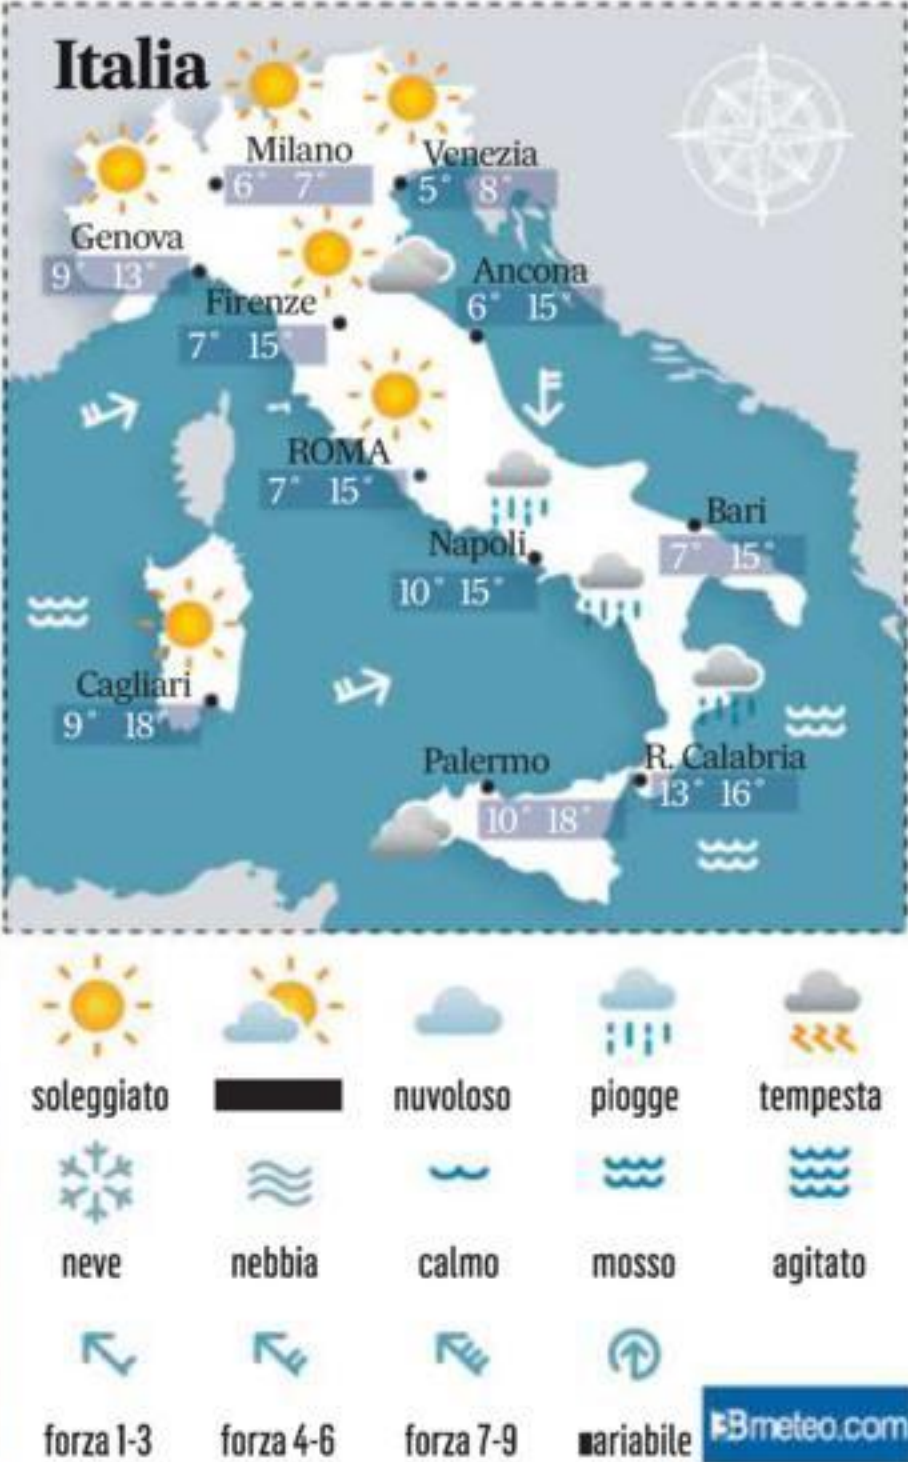 Italia
Milano
6° 7°
Venezia
5° 8°
Genova
9° 13°
Ancona
6° 15°
Firenze
7° 15°
ROMA
7° 15°
Bari
7° 15°
Napoli
10° 15°
Cagliari
9° 18°
Palermo
10° 18°
R. Calabria
13° 16°
soleggiato
nuvoloso
piogge
tempesta
neve
nebbia
calmo
mosso
agitato
forza 1-3
forza 4-6
forza 7-9
ariabile
3Bmeteo.com